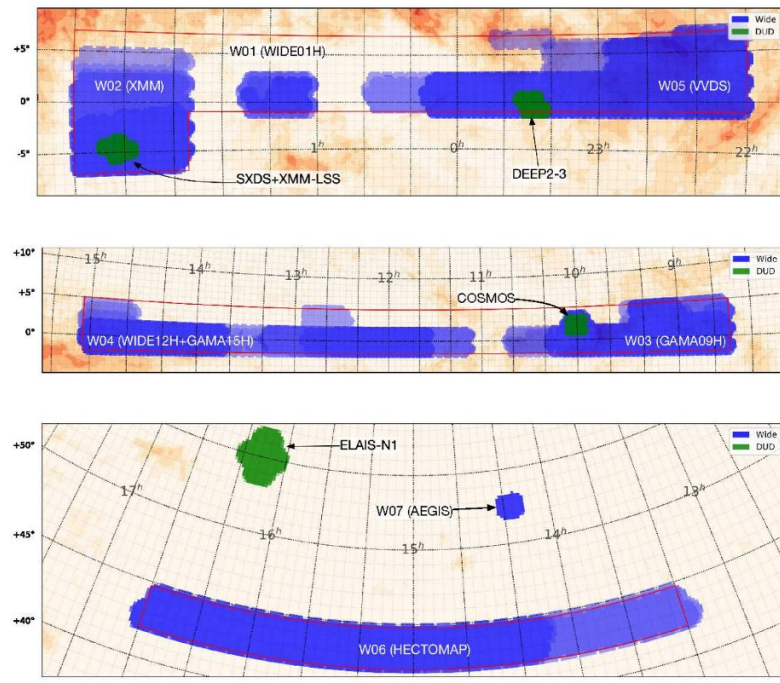 +5°
0°
-5°
W01 (WIDE01H)
W02 (XMM)
W05 (VVDS)
Wide
DUD
1h
0h
23h
22h
SXDS+XMM-LSS
DEEP2-3
+10°
+5°
0°
15h
14h
13h
12h
11h
10h
9h
Wide
DUD
COSMOS
W04 (WIDE12H+GAMA15H)
W03 (GAMA09H)
+50°
+45°
+40°
Wide
DUD
ELAIS-N1
W07 (AEGIS)
17h
16h
15h
14h
13h
W06 (HECTOMAP)